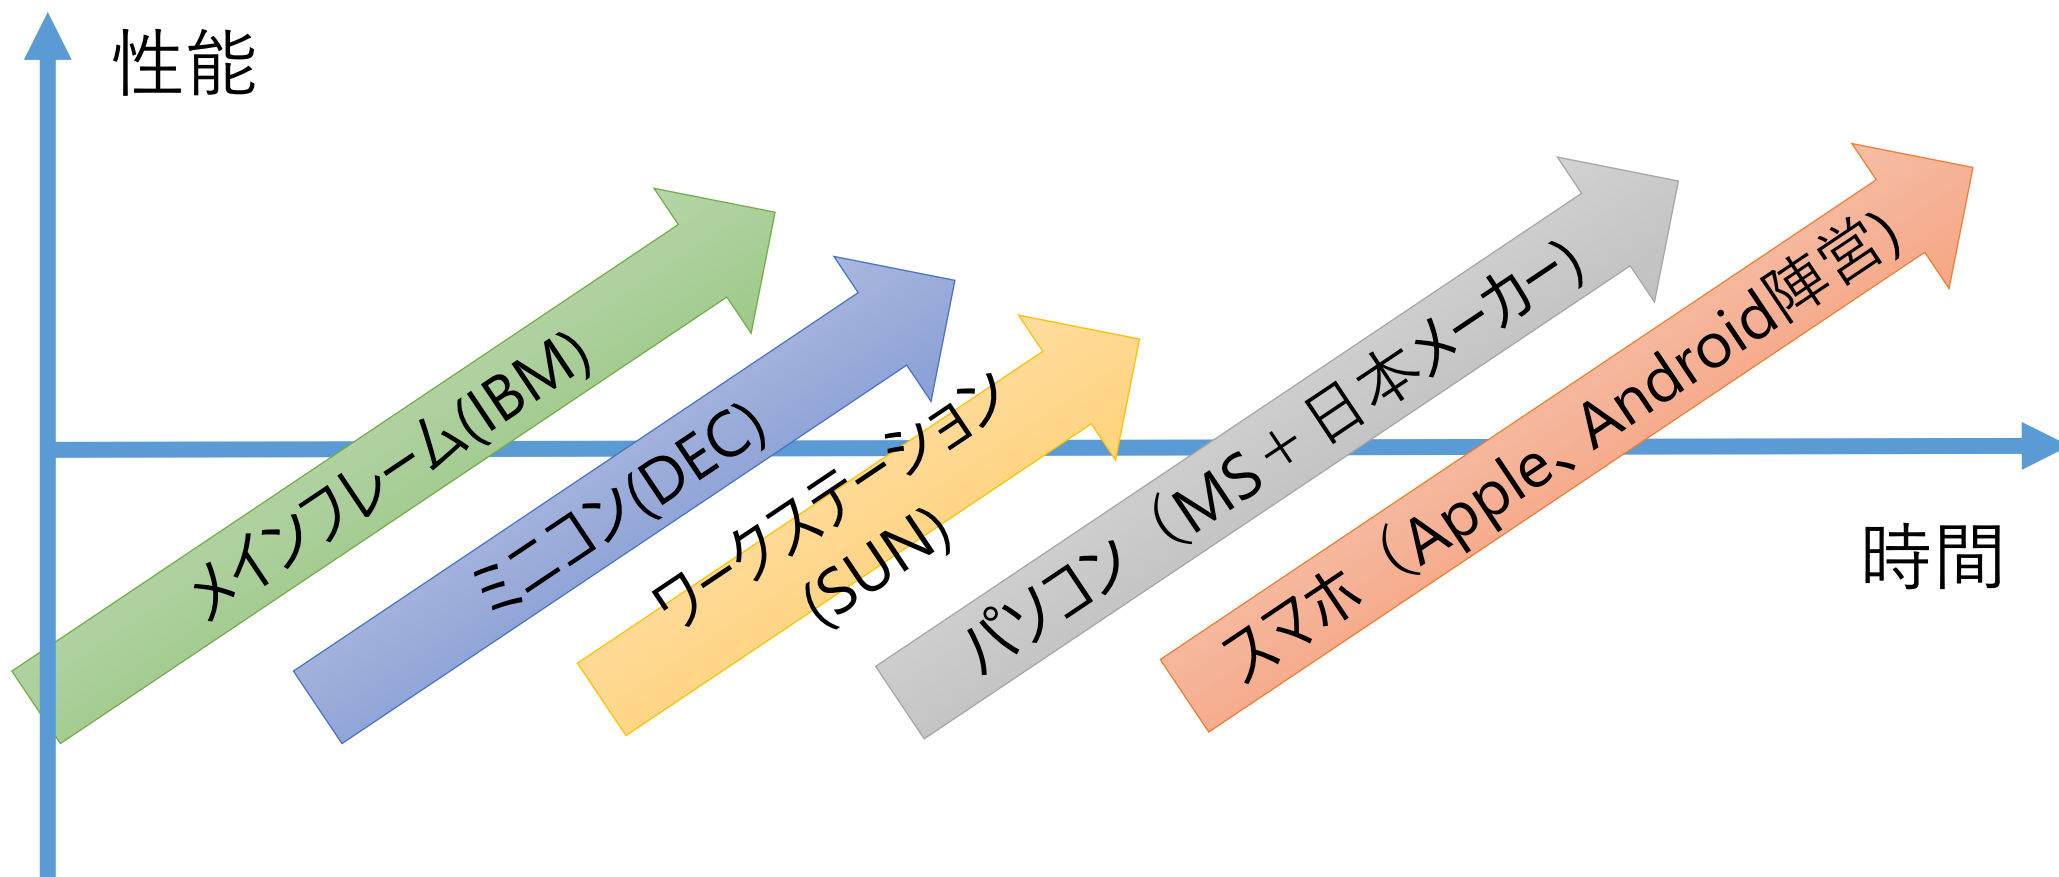 性能
メインフレーム(IBM)
ミニコン(DEC)
ワークステーション
(SUN)
パソコン（MS＋日本メーカー)
スマホ（Apple、Android陣営)
時間